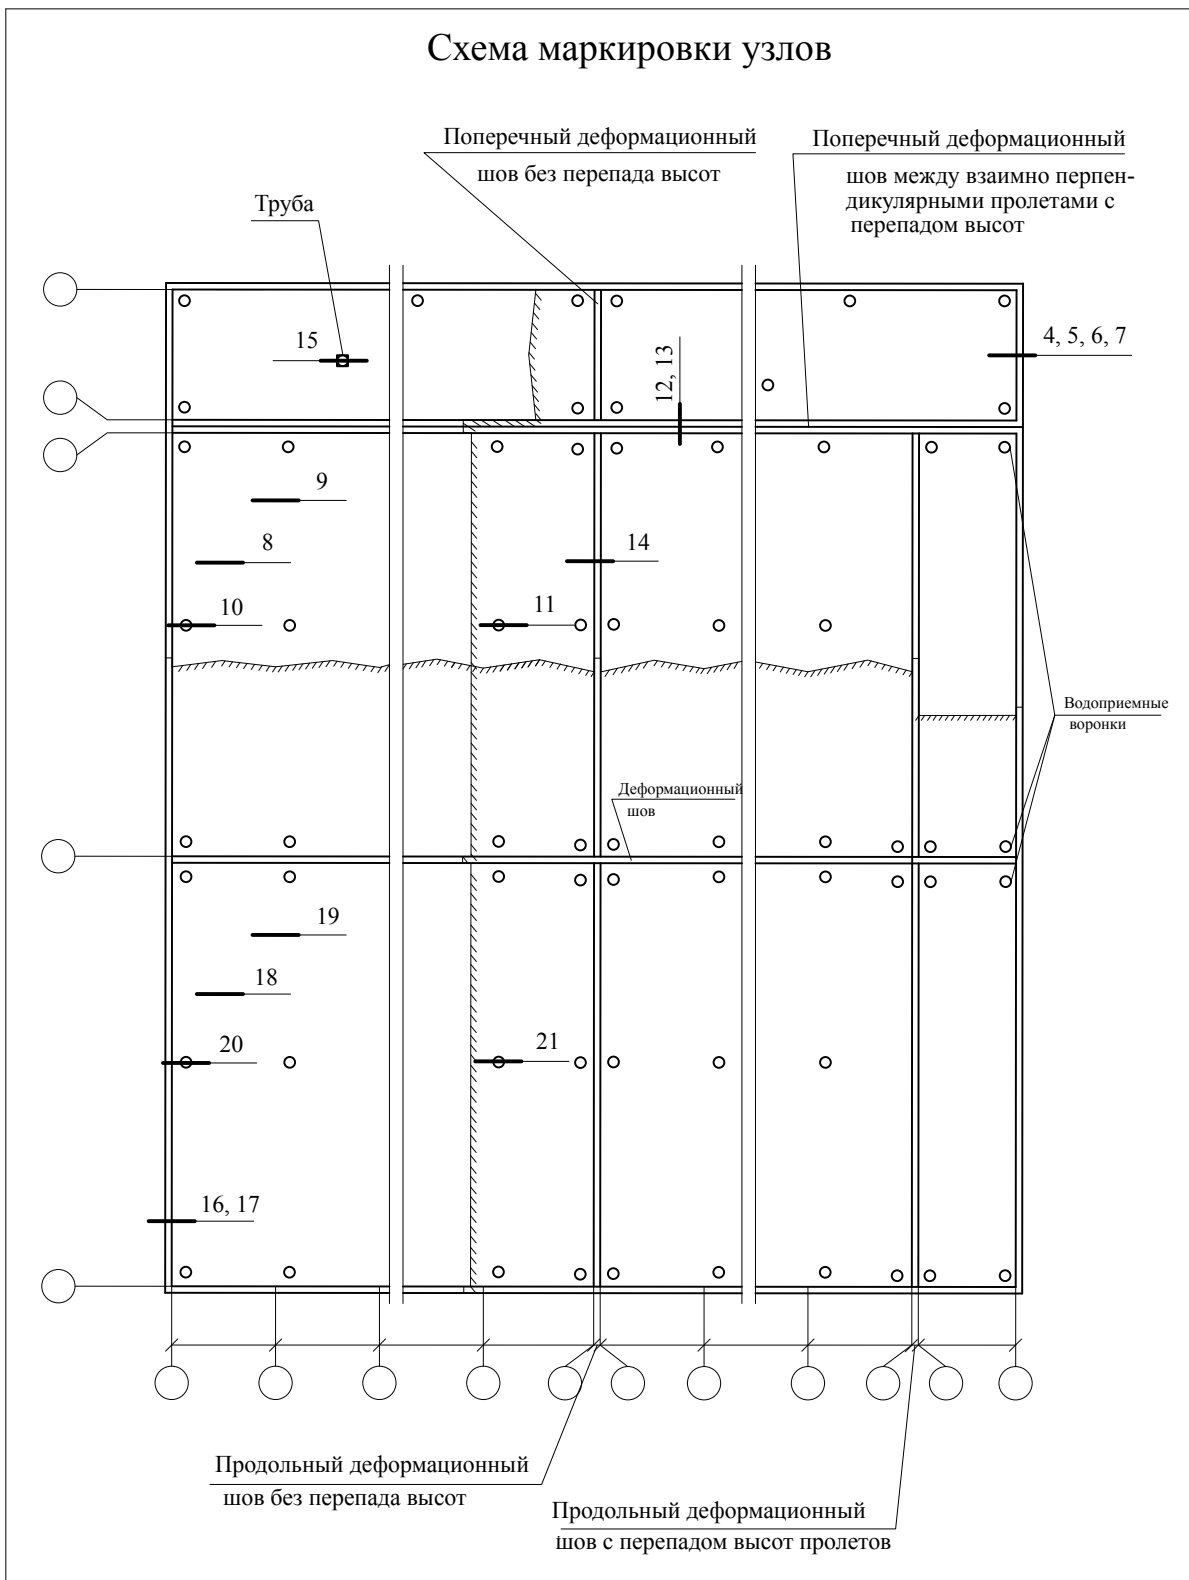 Схема маркировки узлов
Поперечный деформационный
шов без перепада высот
Поперечный деформационный
шов между взаимно перпен-
дикулярными пролетами с
перепадом высот
Труба
15
12, 13
4, 5, 6, 7
9
8
14
10
11
Водоприемные
воронки
Деформационный
шов
19
18
20
21
16, 17
Продольный деформационный
шов без перепада высот
Продольный деформационный
шов с перепадом высот пролетов